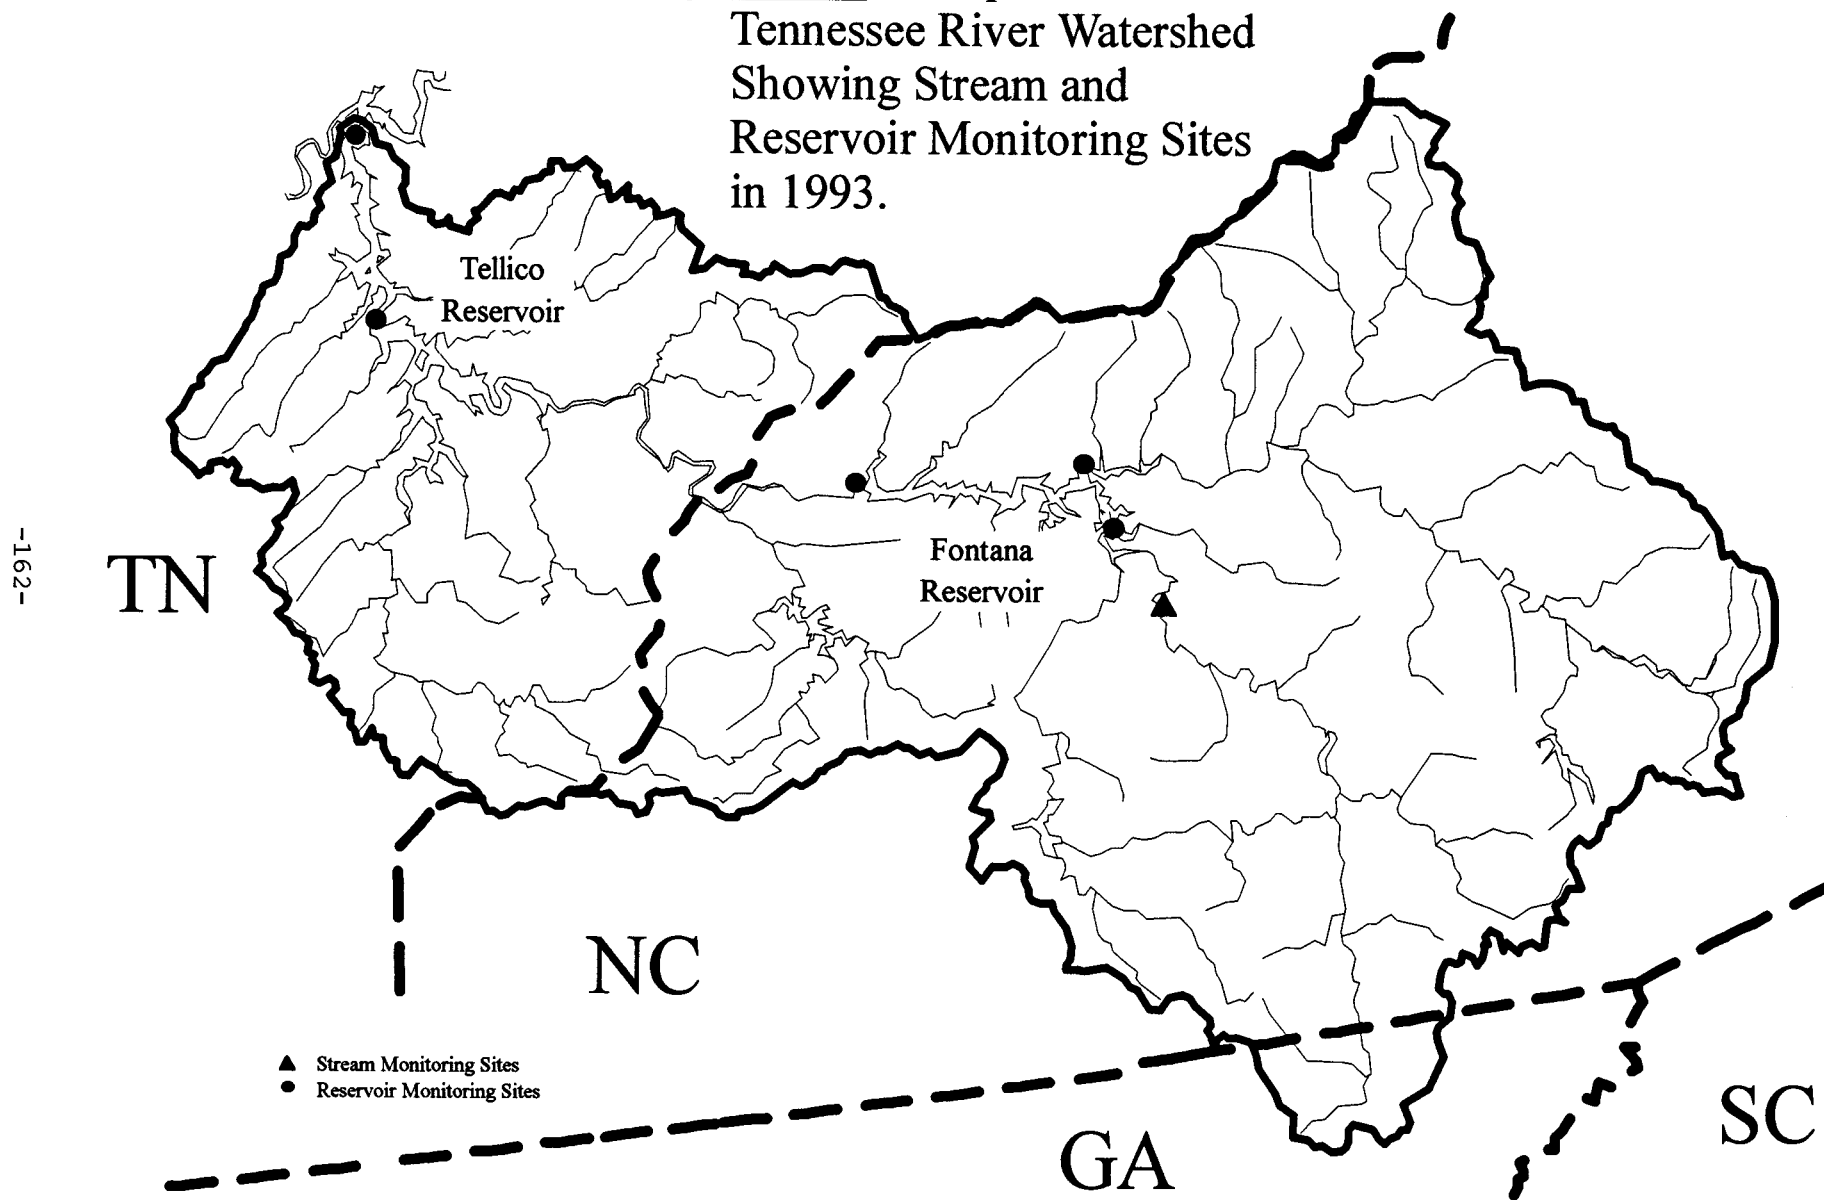 Tennessee River Watershed
Showing Stream and
Reservoir Monitoring Sites
in 1993.
Tellico
Reservoir
Fontana
Reservoir
TN
-162-
NC
Stream Monitoring Sites
Reservoir Monitoring Sites
SC
GA